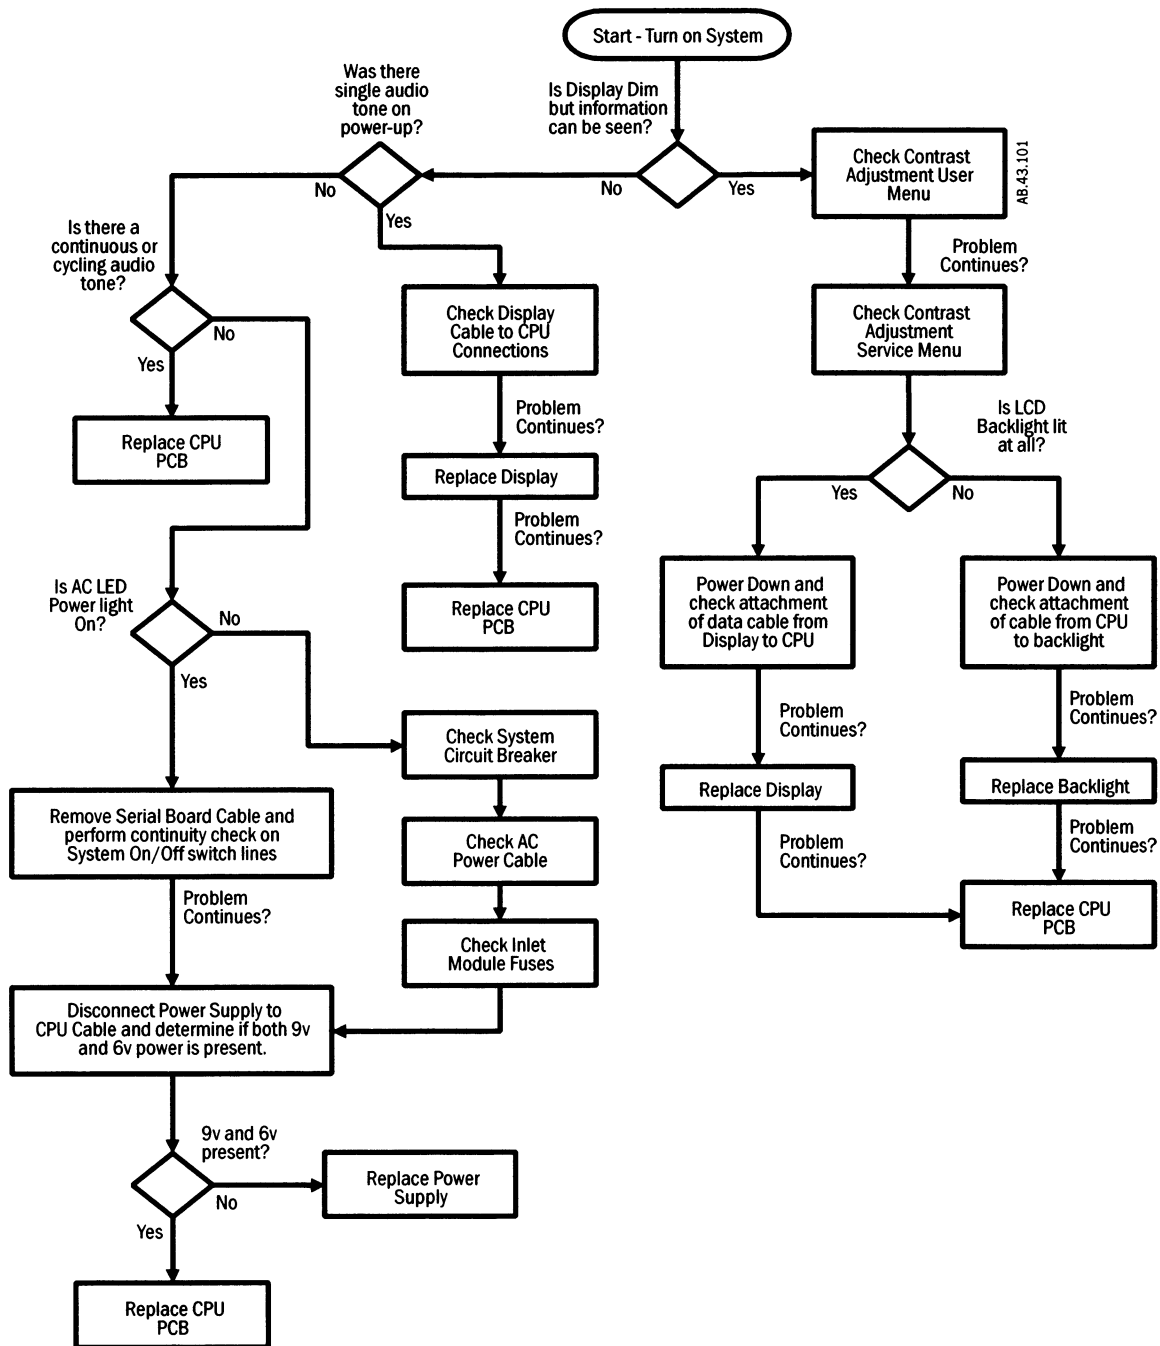 Start - Turn on System
Was there
single audio
tone on
power-up?
Is Display Dim
but information
can be seen?
No
Yes
No
Yes
Check Contrast
Adjustment User
Menu
AB.43.101
Problem
Continues?
Is there a
continuous or
cycling audio
tone?
No
Yes
Check Display
Cable to CPU
Connections
Check Contrast
Adjustment
Service Menu
Replace CPU
PCB
Problem
Continues?
Is LCD
Backlight lit
at all?
Yes
No
Replace Display
Problem
Continues?
Replace CPU
PCB
Is AC LED
Power light
On?
No
Yes
Power Down and
check attachment
of data cable from
Display to CPU
Power Down and
check attachment
of cable from CPU
to backlight
Problem
Continues?
Problem
Continues?
Check System
Circuit Breaker
Replace Display
Replace Backlight
Problem
Continues?
Problem
Continues?
Remove Serial Board Cable and
perform continuity check on
System On/Off switch lines
Check AC
Power Cable
Replace CPU
PCB
Problem
Continues?
Check Inlet
Module Fuses
Disconnect Power Supply to
CPU Cable and determine if both 9v
and 6v power is present.
9v and 6v
present?
No
Yes
Replace Power
Supply
Replace CPU
PCB